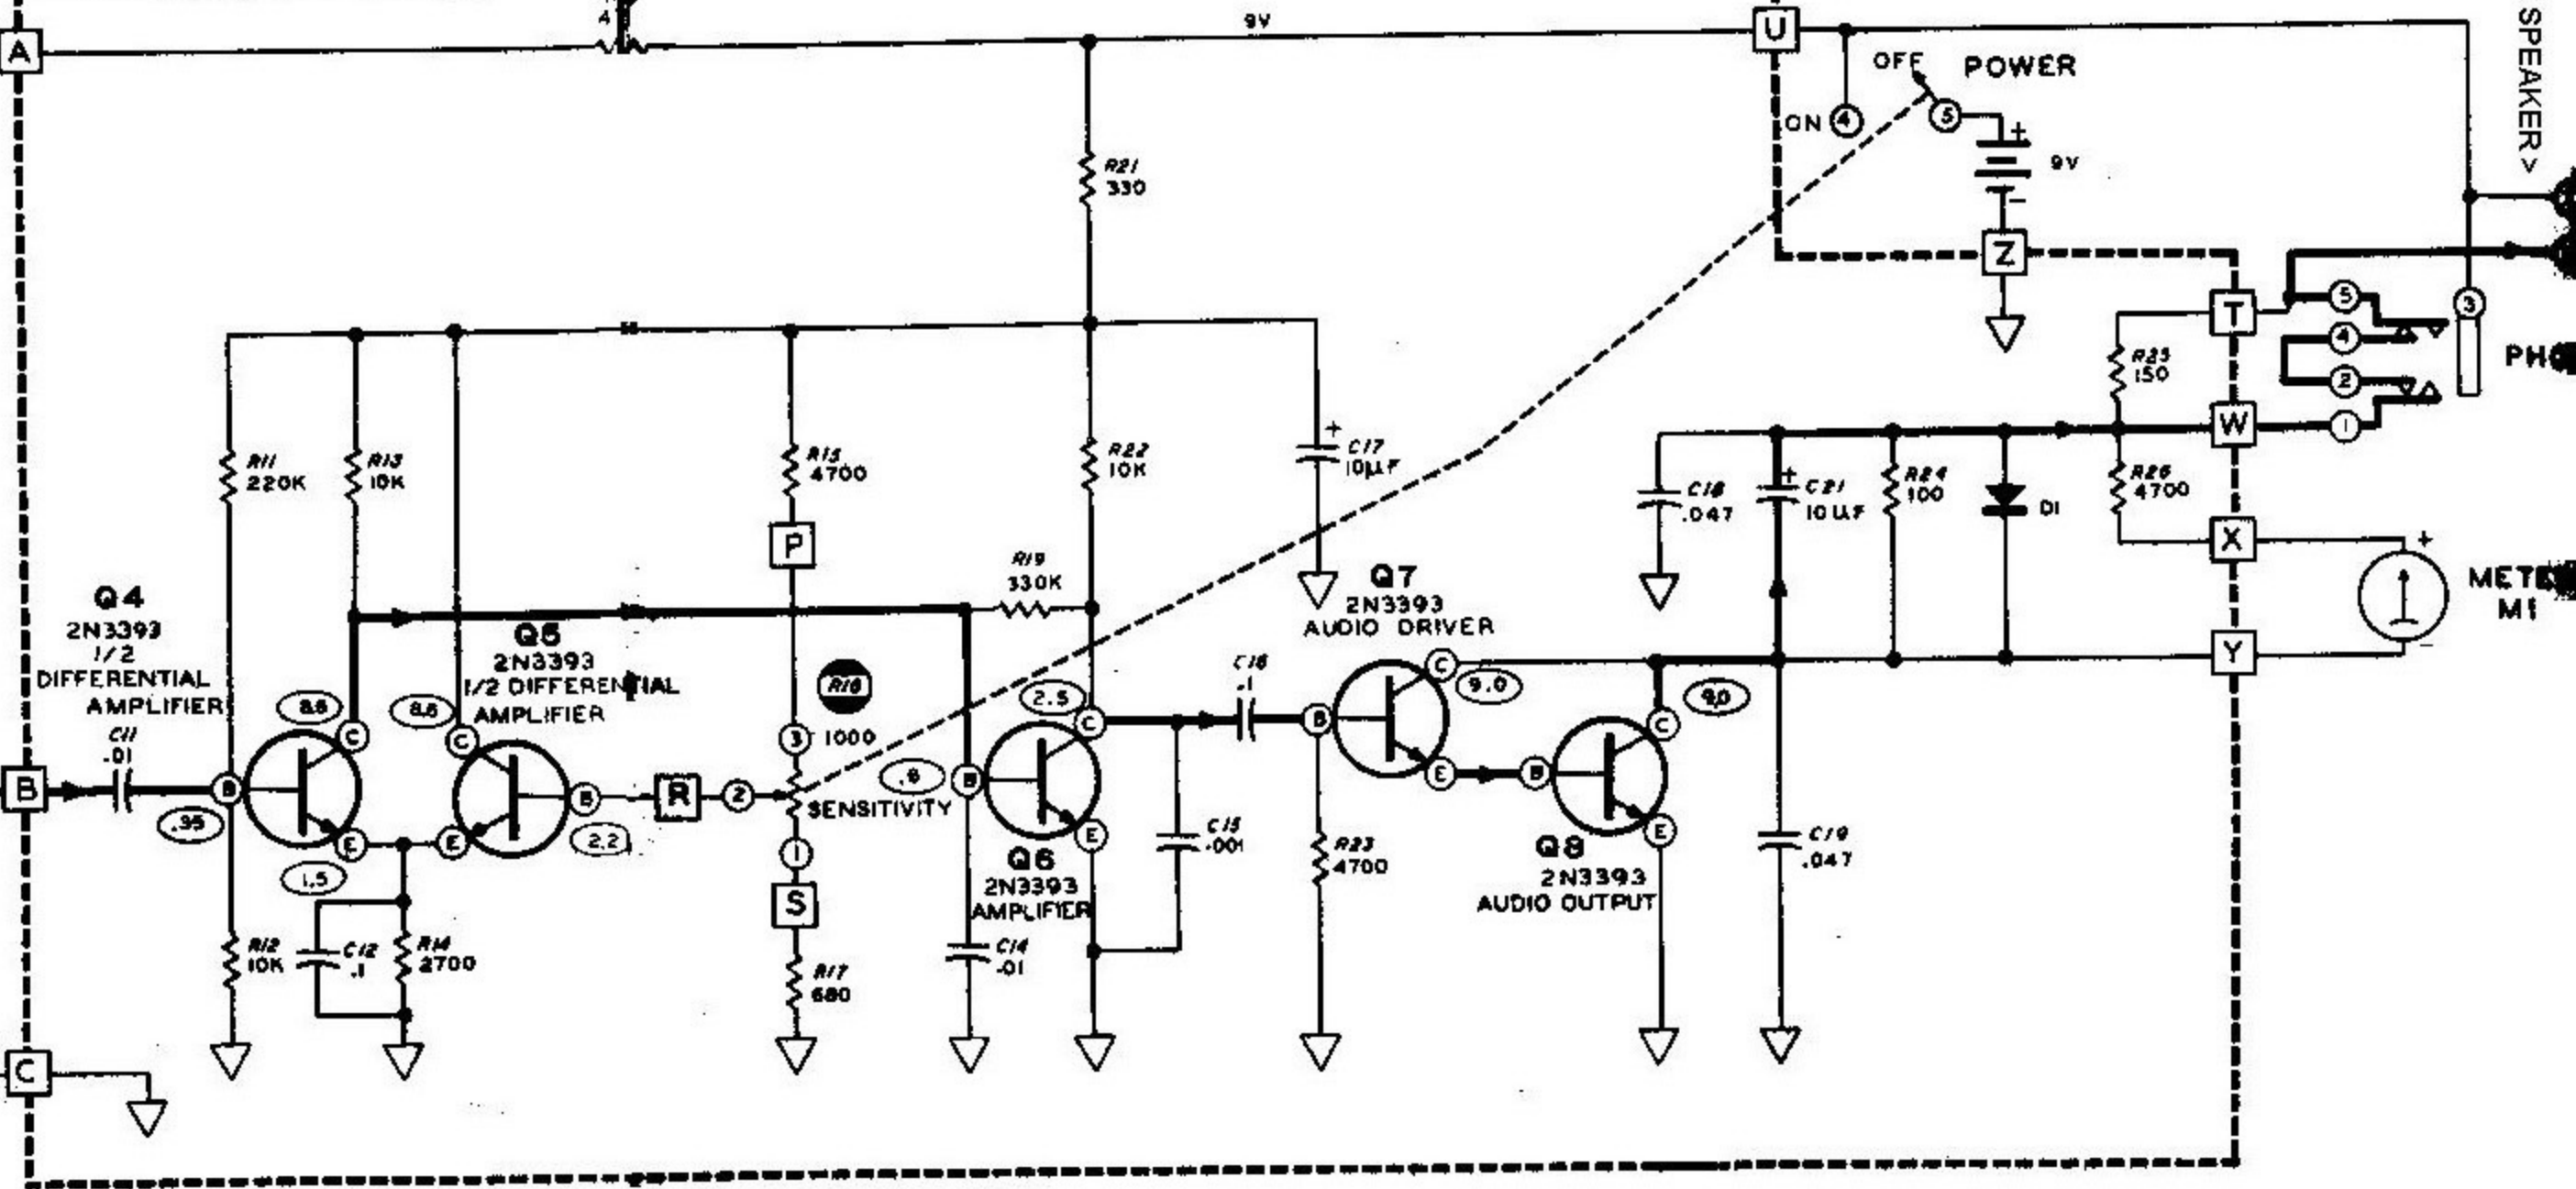 A
4
9V
U
OFF
POWER
ON
4
5
+
9V
-
Z
SPEAKER>
R21
330
T
5
3
4
2
W
1
R25
150
R11
220K
R13
10K
R15
4700
P
R22
10K
+
C17
10µF
C18
.047
+
C21
10µF
R24
100
D1
R26
4700
X
+
METE
M1
-
Y
Q4
2N3393
1/2
DIFFERENTIAL
AMPLIFIER
Q5
2N3393
1/2 DIFFERENTIAL
AMPLIFIER
R19
330K
Q7
2N3393
AUDIO DRIVER
C
9.0
9.0
C
8.6
8.6
C
C
3
1000
2.5
C
C16
.1
B
E
B
B
C11
.01
B
.95
E
1.5
E
B
2.2
R
2
SENSITIVITY
1
S
B
E
Q6
2N3393
AMPLIFIER
C15
.001
R23
4700
E
Q8
2N3393
AUDIO OUTPUT
C19
.047
R12
10K
C12
.1
R14
2700
R17
680
C14
.01
C